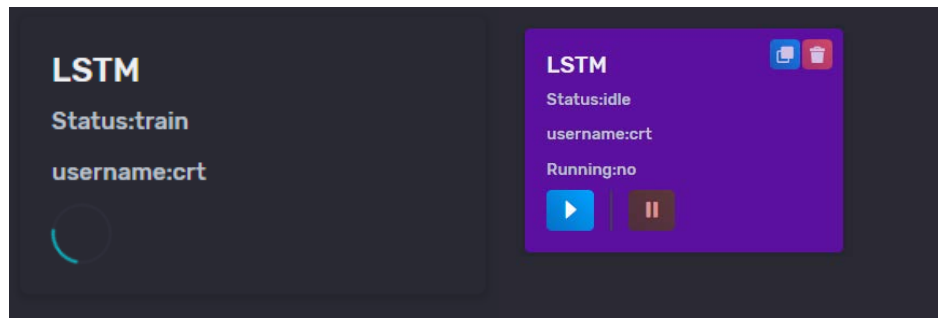 LSTM
Status:train
username:crt
LSTM
Status:idle
username:crt
Running:no